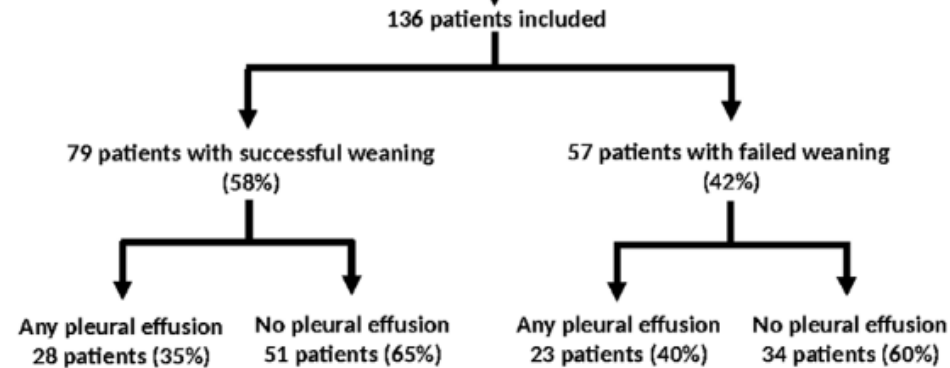 136 patients included
79 patients with successful weaning
(58%)
57 patients with failed weaning
(42%)
Any pleural effusion
28 patients (35%)
No pleural effusion
51 patients (65%)
Any pleural effusion
23 patients (40%)
No pleural effusion
34 patients (60%)